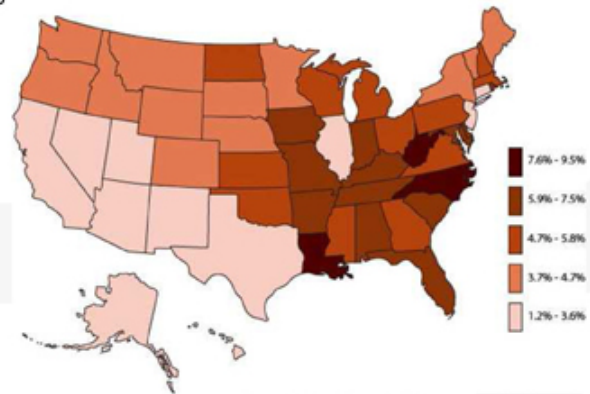 7.6% - 9.5%
5.9% - 7.5%
4.7% - 5.8%
3.7% - 4.7%
1.2% - 3.6%